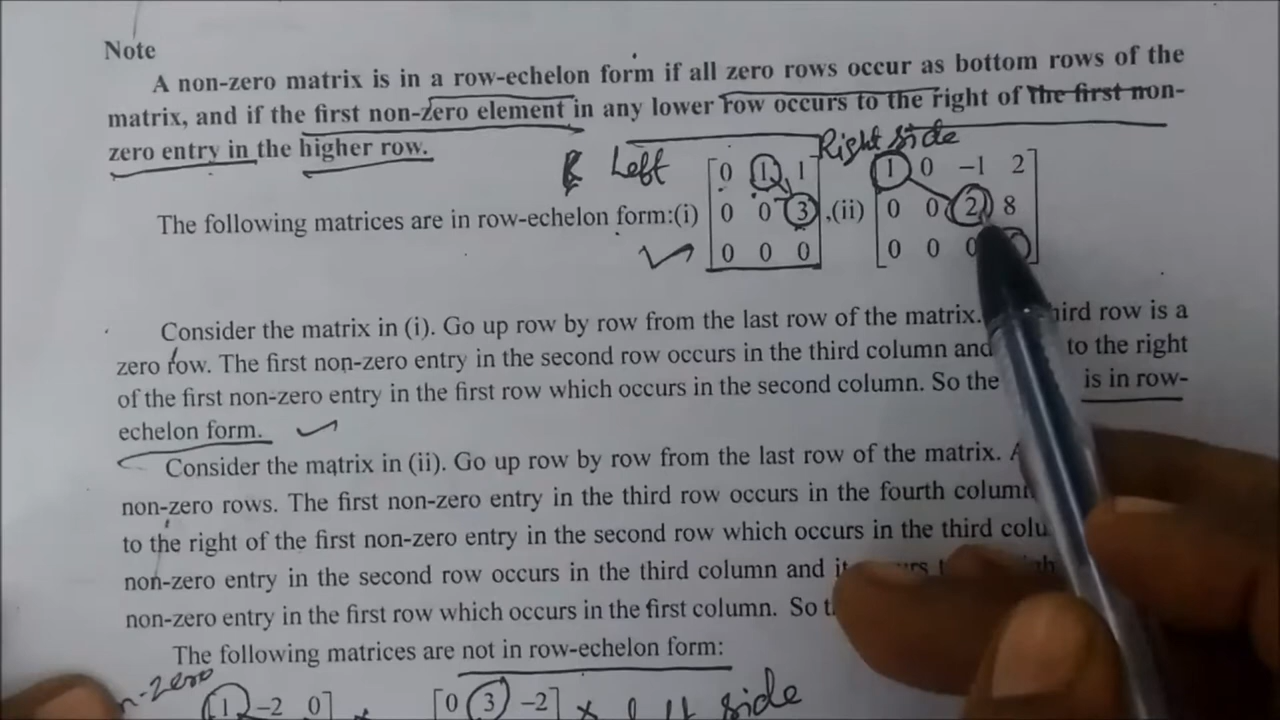 Note
A non-zero matrix is in a row-echelon form if all zero rows occur as bottom rows of the
matrix, and if the first non-zero element in any lower row occurs to the right of the first non-
zero entry in the higher row.
Left
Right side
The following matrices are in row-echelon form:(i) [0 1 1
0 0 3
0 0 0] ,(ii) [1 0 -1 2
0 0 2 8
0 0 0
Consider the matrix in (i). Go up row by row from the last row of the matrix. third row is a
zero row. The first non-zero entry in the second row occurs in the third column and to the right
of the first non-zero entry in the first row which occurs in the second column. So the is in row-
echelon form.
Consider the matrix in (ii). Go up row by row from the last row of the matrix.
non-zero rows. The first non-zero entry in the third row occurs in the fourth
to the right of the first non-zero entry in the second row which occurs in the third
non-zero entry in the second row occurs in the third column and
non-zero entry in the first row which occurs in the first column. So
The following matrices are not in row-echelon form:
[1 -2 0] × [0 3 -2] × left side